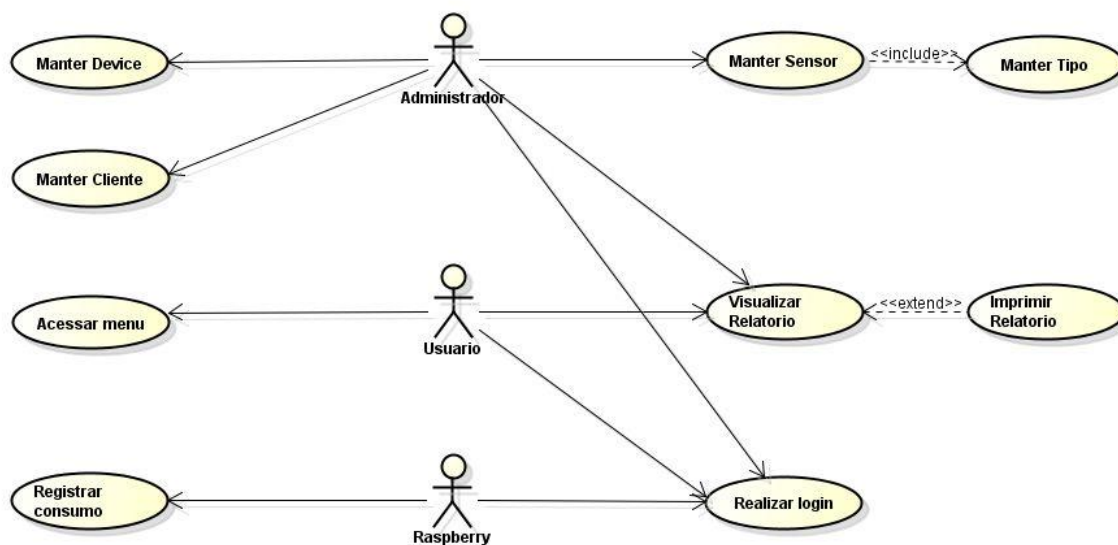 Manter Device
Administrador
Manter Sensor
<<include>>
Manter Tipo
Manter Cliente
Acessar menu
Usuario
Visualizar
Relatorio
<<extend>>
Imprimir
Relatorio
Registrar
consumo
Raspberry
Realizar login